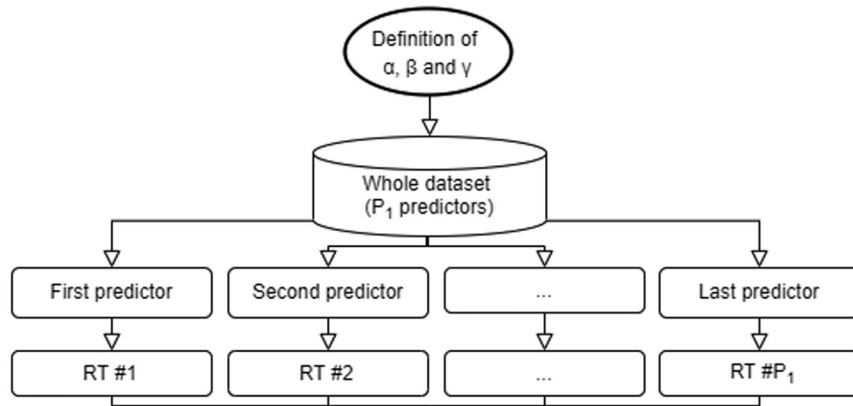 Definition of
α, β and γ
Whole dataset
(P₁ predictors)
First predictor
Second predictor
...
Last predictor
RT #1
RT #2
...
RT #P₁